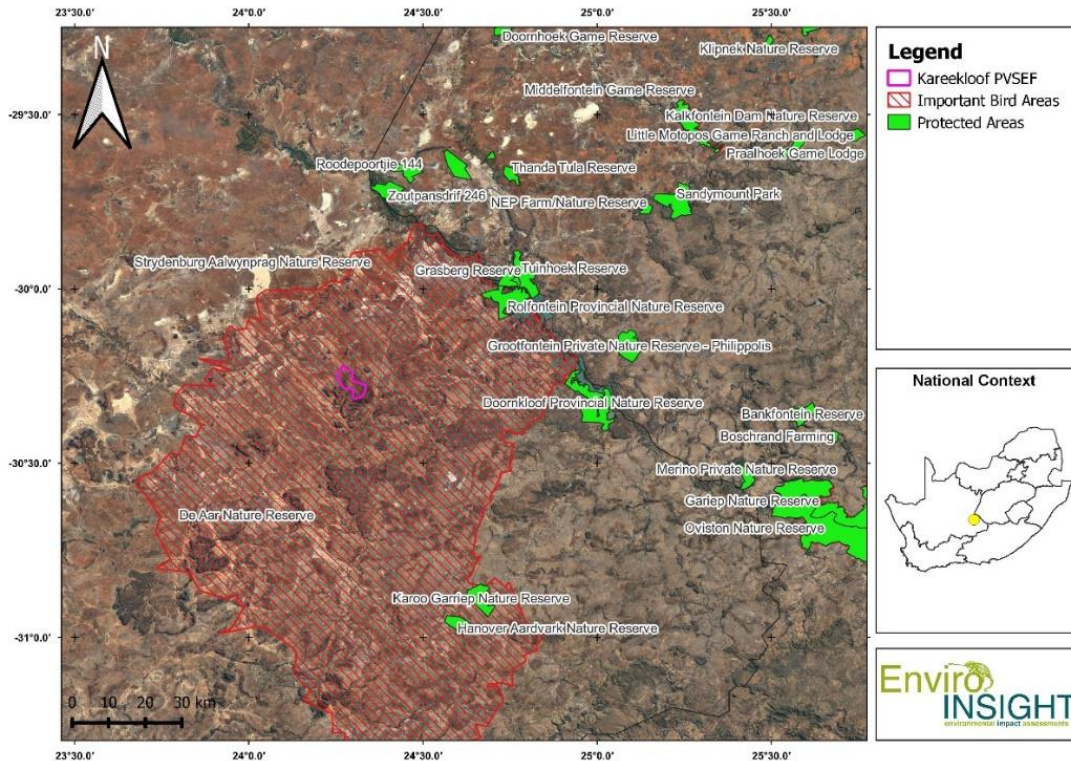 23°30.0' 24°0.0' 24°30.0' 25°0.0' 25°30.0'
N
Doornhoek Game Reserve
Klipnek Nature Reserve
Middelfontein Game Reserve
-29°30.0'
Kalkfontein Dam Nature Reserve
Little Motopos Game Ranch and Lodge
Praalhoek Game Lodge
Roodepoortjie 144
Thanda Tula Reserve
Zoutpansdrif 246
NEP Farm/Nature Reserve
Sandymount Park
Strydenburg Aalwynprag Nature Reserve
Grasberg Reserve
Tuinhoek Reserve
-30°0.0'
Rolfontein Provincial Nature Reserve
Grootfontein Private Nature Reserve - Philippolis
Doornkloof Provincial Nature Reserve
Bankfontein Reserve
Boschrand Farming
-30°30.0'
Merino Private Nature Reserve
Gariep Nature Reserve
De Aar Nature Reserve
Oviston Nature Reserve
Karoo Garriep Nature Reserve
-31°0.0'
Hanover Aardvark Nature Reserve
0 10 20 30 km
23°30.0' 24°0.0' 24°30.0' 25°0.0' 25°30.0'
Legend
Kareekloof PVSEF
Important Bird Areas
Protected Areas
National Context
Enviro
INSIGHT
environmental impact assessments